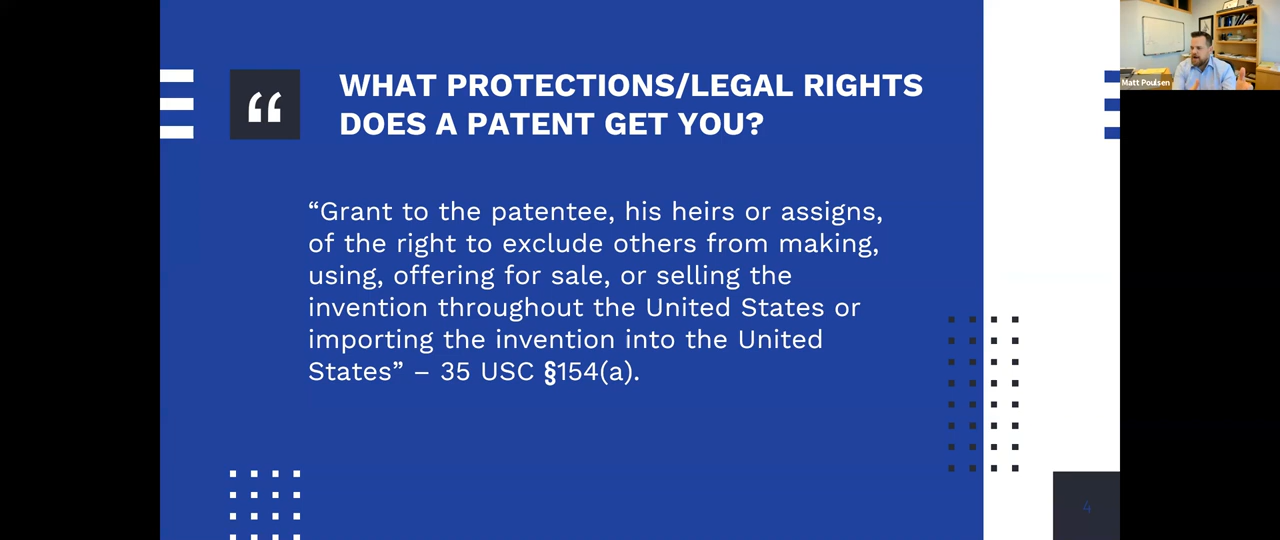 WHAT PROTECTIONS/LEGAL RIGHTS
DOES A PATENT GET YOU?
“Grant to the patentee, his heirs or assigns,
of the right to exclude others from making,
using, offering for sale, or selling the
invention throughout the United States or
importing the invention into the United
States” – 35 USC §154(a).
4
Matt Poulsen